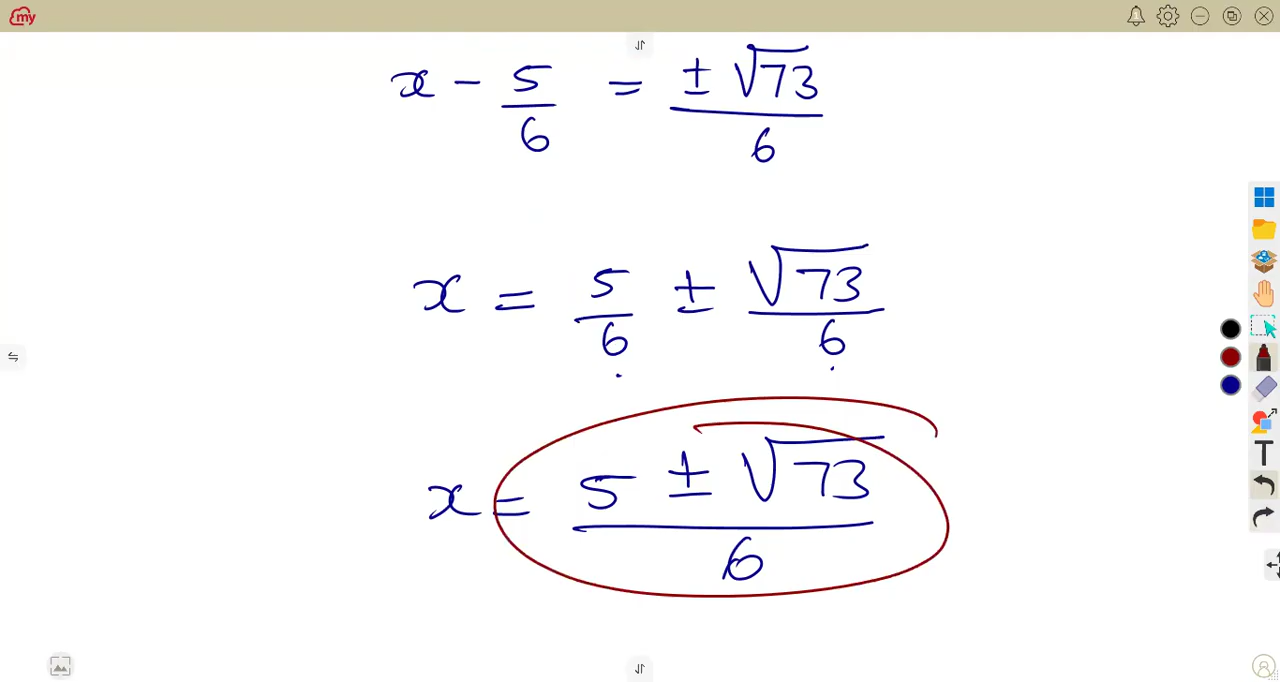 my
x - 5/6 = ± √73/6
x = 5/6 ± √73/6
x = (5 ± √73)/6
T